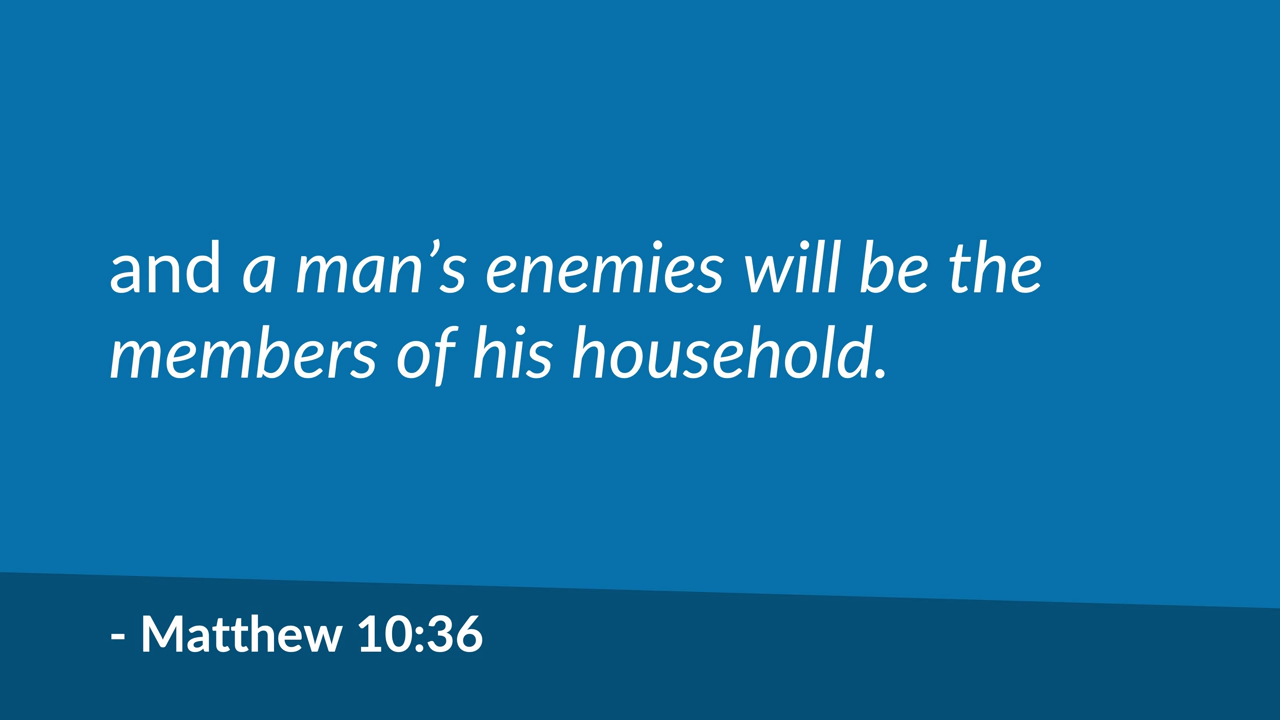 and a man’s enemies will be the
members of his household.
- Matthew 10:36